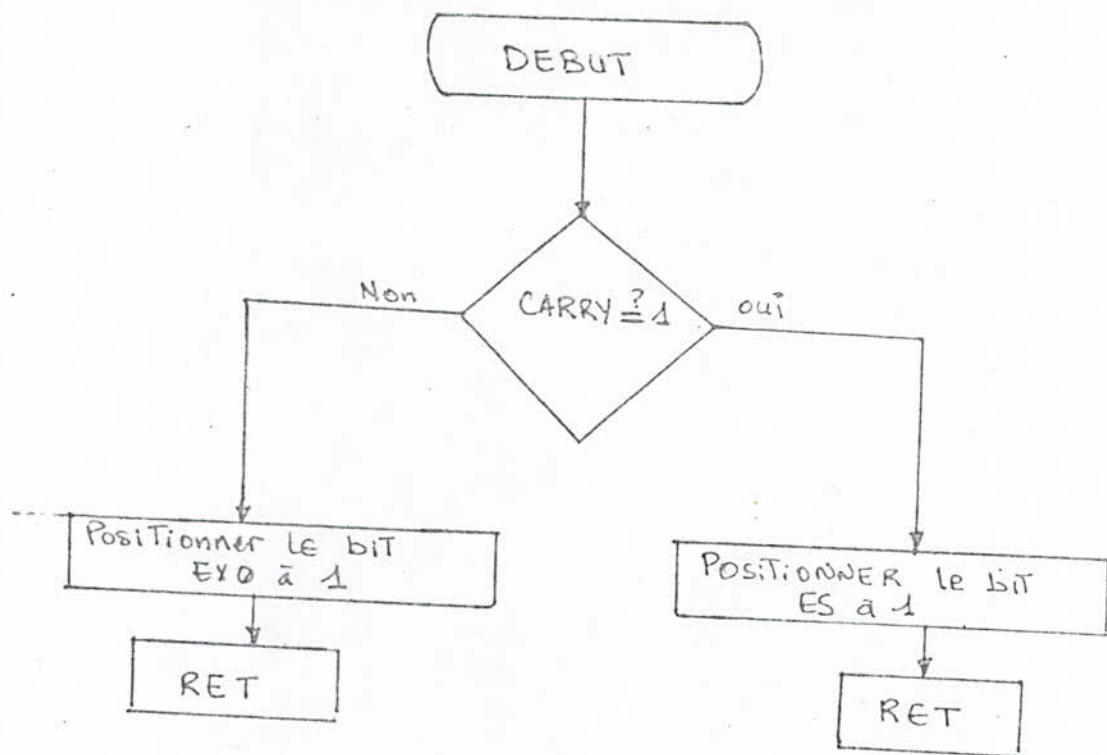 DEBUT
CARRY ?= 1
Non
oui
Positionner le biT
EX0 à 1
RET
POSITIONNER le biT
ES à 1
RET